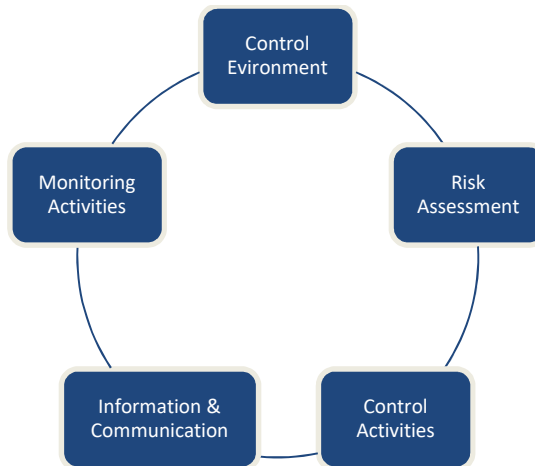 Control
Evironment
Risk
Assessment
Control
Activities
Information &
Communication
Monitoring
Activities